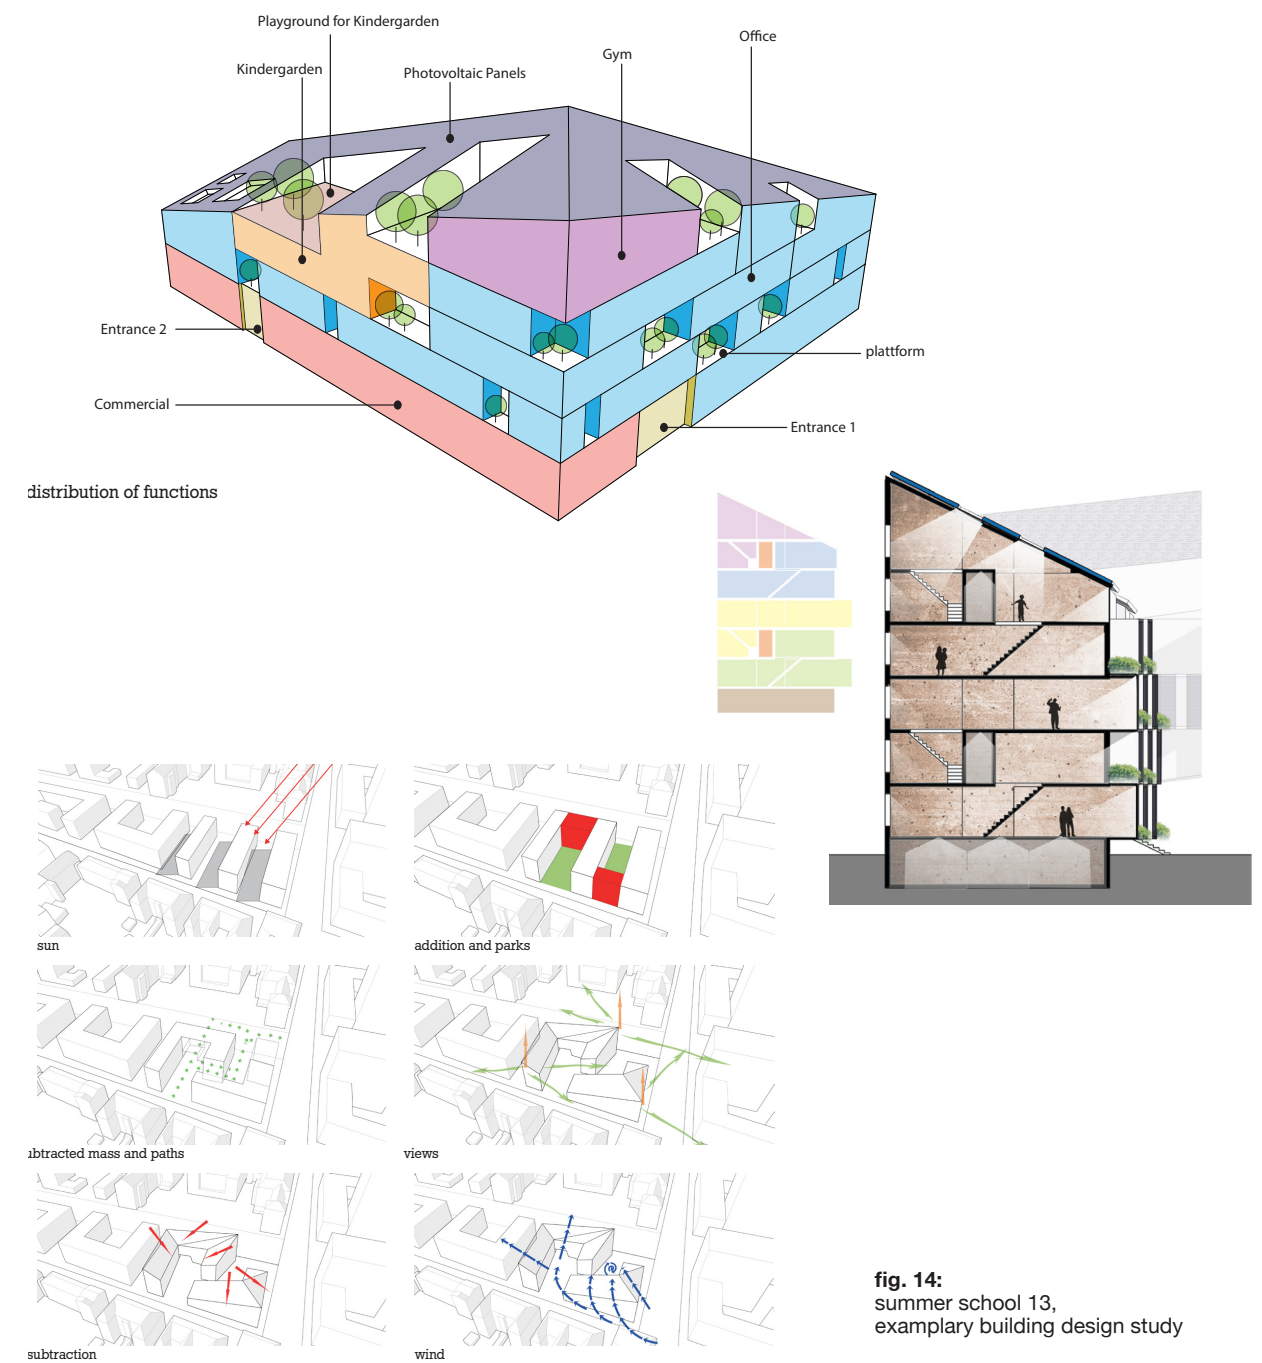 Playground for Kindergarden
Office
Gym
Kindergarden
Photovoltaic Panels
Entrance 2
plattform
Commercial
Entrance 1
distribution of functions
sun
addition and parks
ubtracted mass and paths
views
subtraction
wind
fig. 14:
summer school 13,
examplary building design study